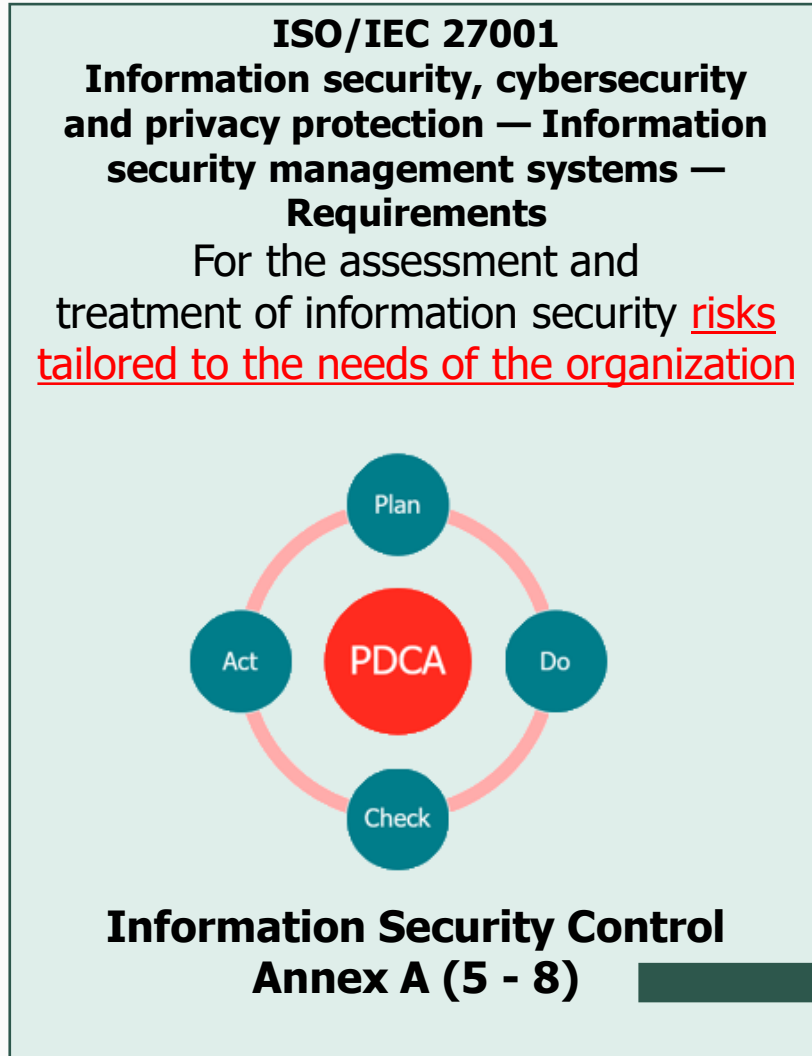 ISO/IEC 27001
Information security, cybersecurity
and privacy protection — Information
security management systems —
Requirements
For the assessment and
treatment of information security risks
tailored to the needs of the organization
Plan
Act
PDCA
Do
Check
Information Security Control
Annex A (5 - 8)